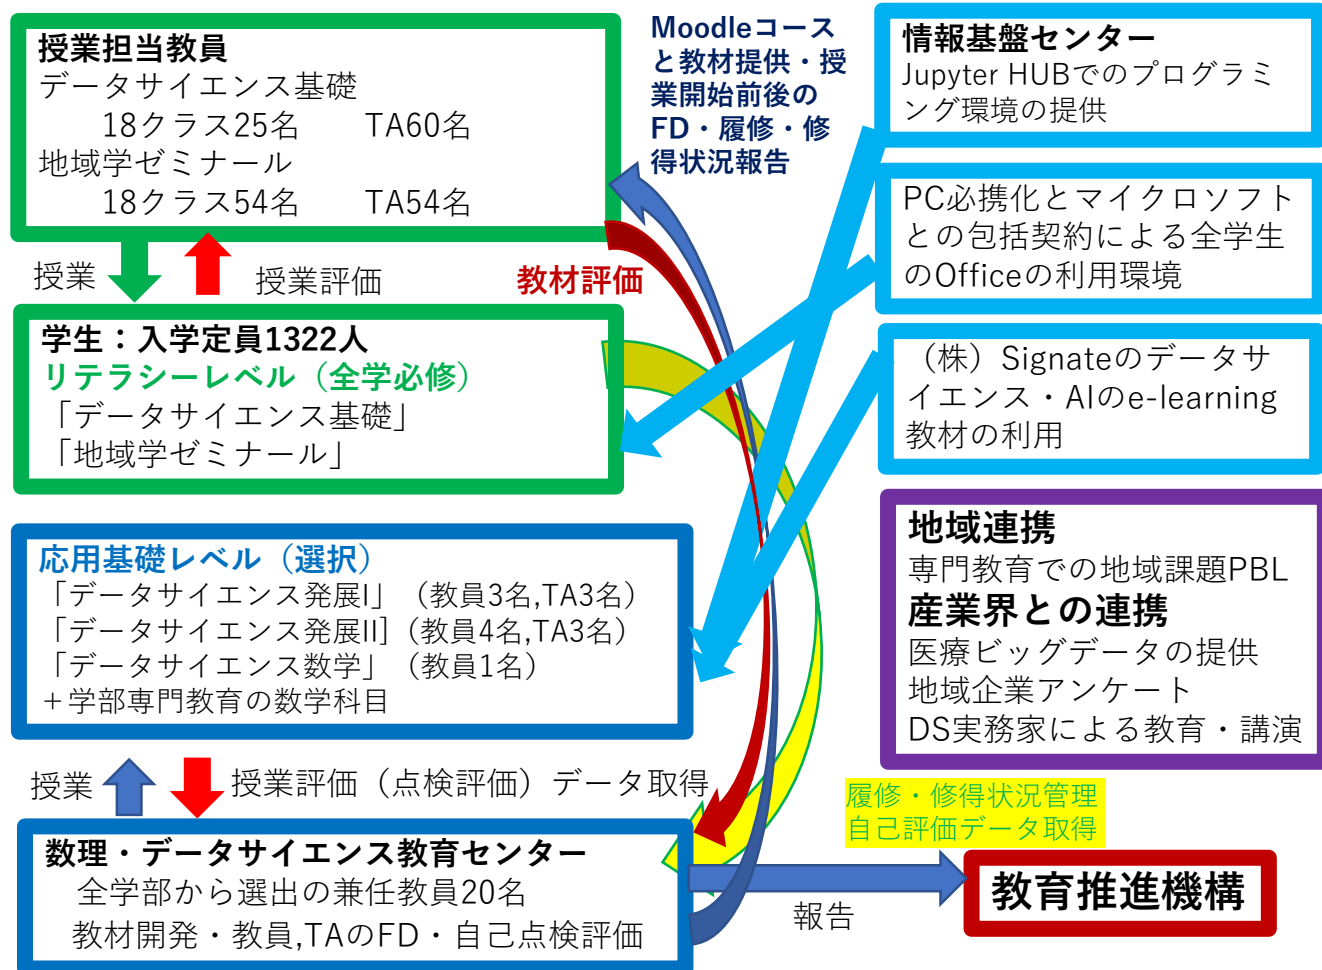 授業担当教員
データサイエンス基礎
18クラス25名 TA60名
地域学ゼミナール
18クラス54名 TA54名
Moodleコース
と教材提供・授
業開始前後の
FD・履修・修
得状況報告
情報基盤センター
Jupyter HUBでのプログラミ
ング環境の提供
PC必携化とマイクロソフト
との包括契約による全学生
のOfficeの利用環境
(株)Signateのデータサ
イエンス・AIのe-learning
教材の利用
授業
授業評価
教材評価
学生:入学定員1322人
リテラシーレベル(全学必修)
「データサイエンス基礎」
「地域学ゼミナール」
応用基礎レベル(選択)
「データサイエンス発展I」(教員3名,TA3名)
「データサイエンス発展II](教員4名,TA3名)
「データサイエンス数学」(教員1名)
+学部専門教育の数学科目
地域連携
専門教育での地域課題PBL
産業界との連携
医療ビッグデータの提供
地域企業アンケート
DS実務家による教育・講演
授業
授業評価(点検評価)データ取得
履修・修得状況管理
自己評価データ取得
数理・データサイエンス教育センター
全学部から選出の兼任教員20名
教材開発・教員,TAのFD・自己点検評価
報告
教育推進機構